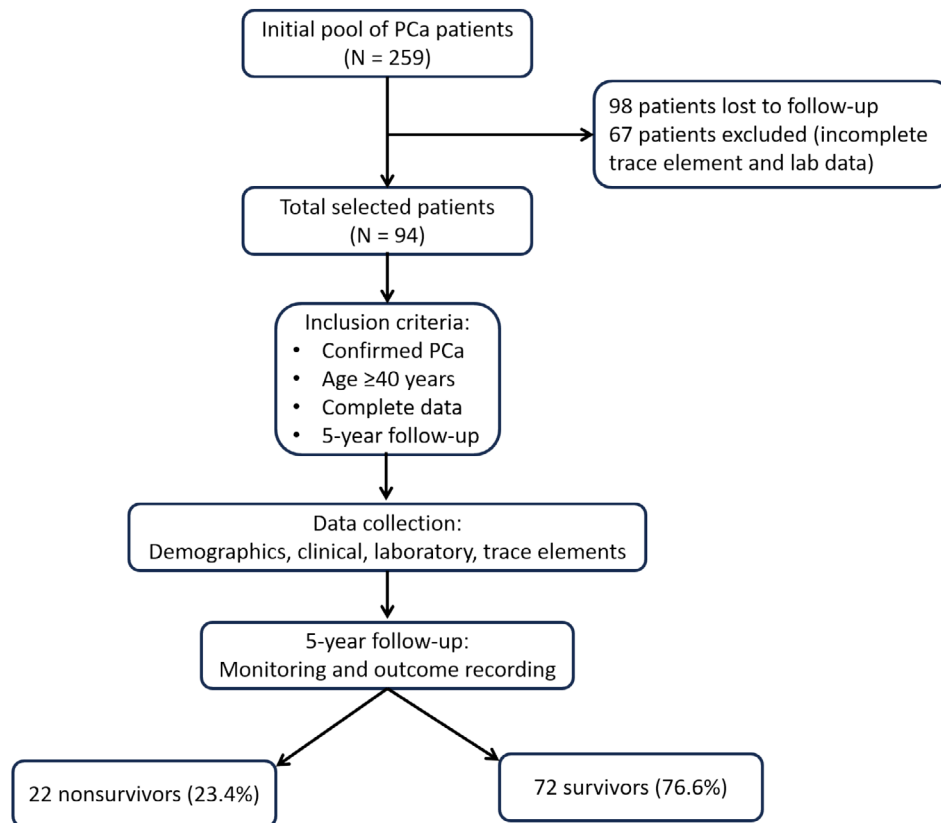 Initial pool of PCa patients
(N = 259)
98 patients lost to follow-up
67 patients excluded (incomplete
trace element and lab data)
Total selected patients
(N = 94)
Inclusion criteria:
• Confirmed PCa
• Age ≥40 years
• Complete data
• 5-year follow-up
Data collection:
Demographics, clinical, laboratory, trace elements
5-year follow-up:
Monitoring and outcome recording
22 nonsurvivors (23.4%)
72 survivors (76.6%)